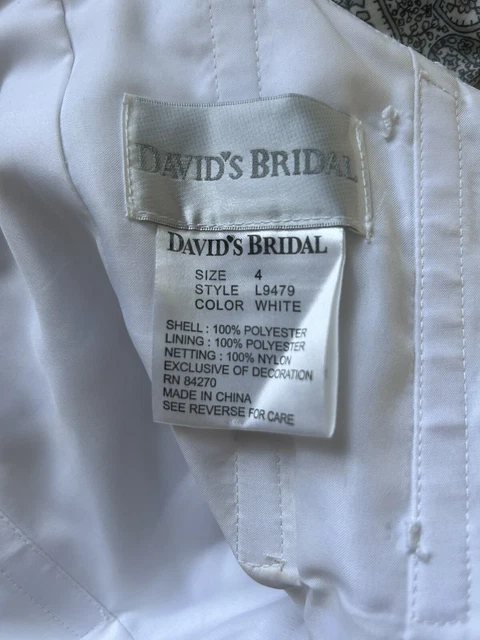 DAVID'S BRIDAL
DAVID'S BRIDAL
SIZE 4
STYLE L9479
COLOR WHITE
SHELL : 100% POLYESTER
LINING : 100% POLYESTER
NETTING : 100% NYLON
EXCLUSIVE OF DECORATION
RN 84270
MADE IN CHINA
SEE REVERSE FOR CARE